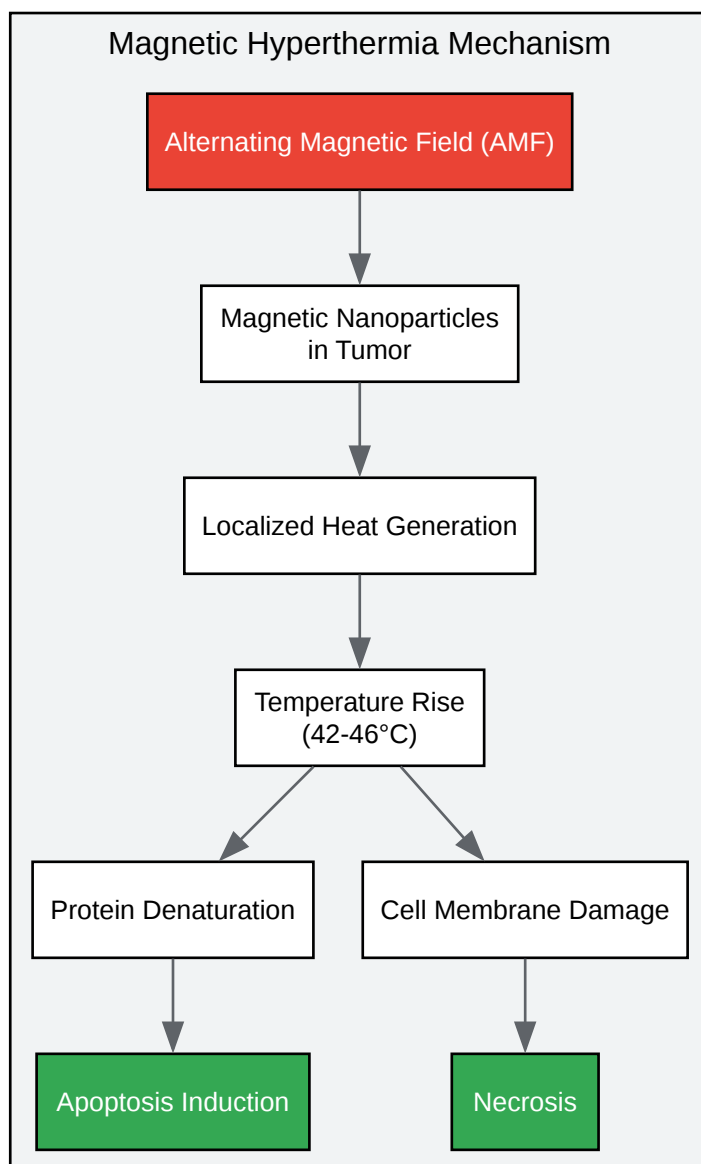 Magnetic Hyperthermia Mechanism
Alternating Magnetic Field (AMF)
Magnetic Nanoparticles
in Tumor
Localized Heat Generation
Temperature Rise
(42-46°C)
Protein Denaturation
Cell Membrane Damage
Apoptosis Induction
Necrosis